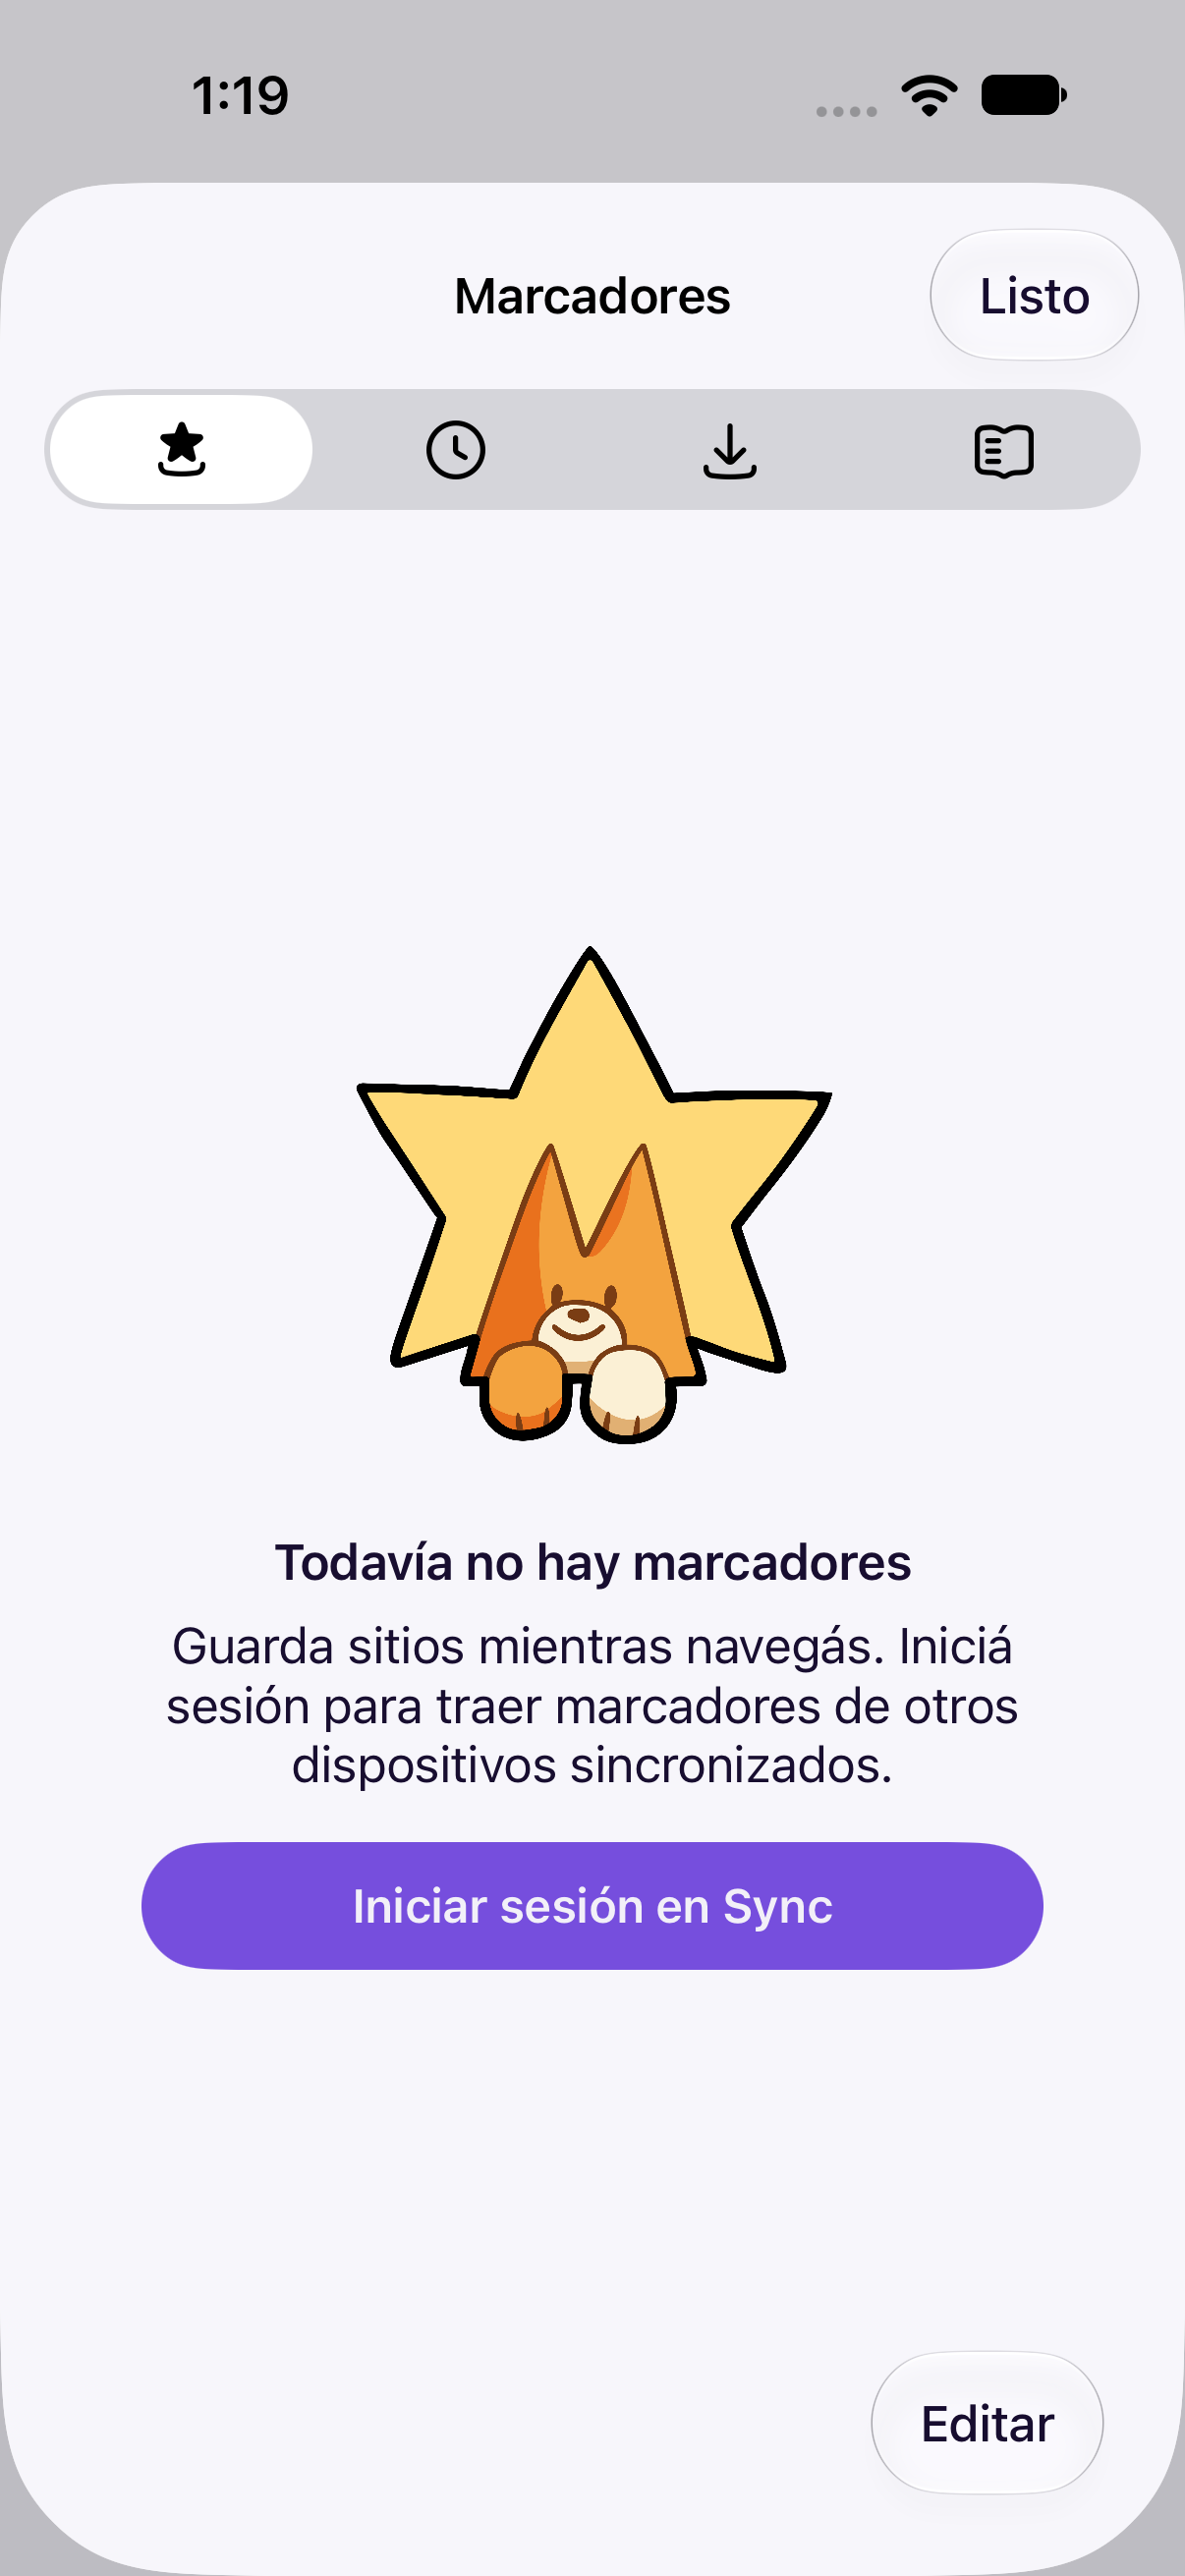 1:19
Marcadores
Listo
Todavía no hay marcadores
Guarda sitios mientras navegás. Iniciá
sesión para traer marcadores de otros
dispositivos sincronizados.
Iniciar sesión en Sync
Editar